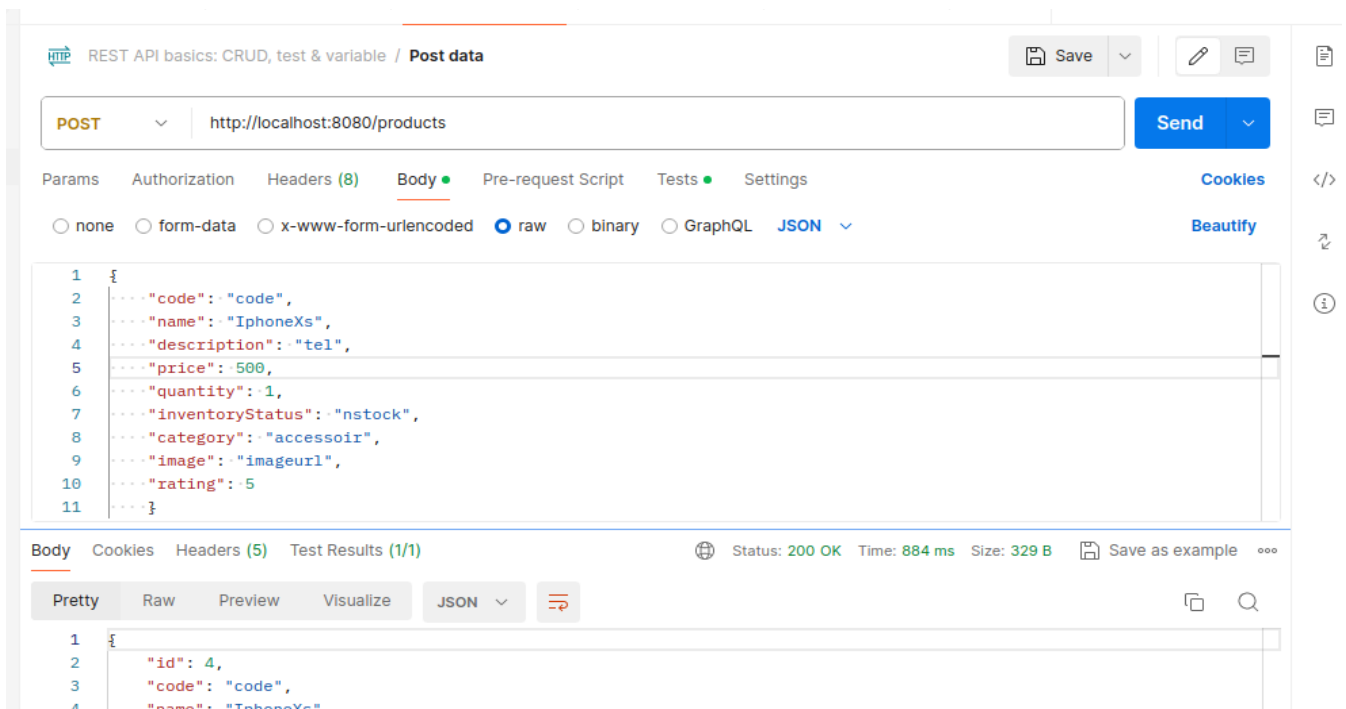 HTTP REST API basics: CRUD, test & variable / Post data Save
POST http://localhost:8080/products Send
Params Authorization Headers (8) Body Pre-request Script Tests Settings Cookies
none form-data x-www-form-urlencoded raw binary GraphQL JSON Beautify
1 {
2 "code": "code",
3 "name": "IphoneXs",
4 "description": "tel",
5 "price": 500,
6 "quantity": 1,
7 "inventoryStatus": "nstock",
8 "category": "accessoir",
9 "image": "imageurl",
10 "rating": 5
11 }
Body Cookies Headers (5) Test Results (1/1) Status: 200 OK Time: 884 ms Size: 329 B Save as example
Pretty Raw Preview Visualize JSON
1 {
2 "id": 4,
3 "code": "code",
4 "name": "IphoneXs"